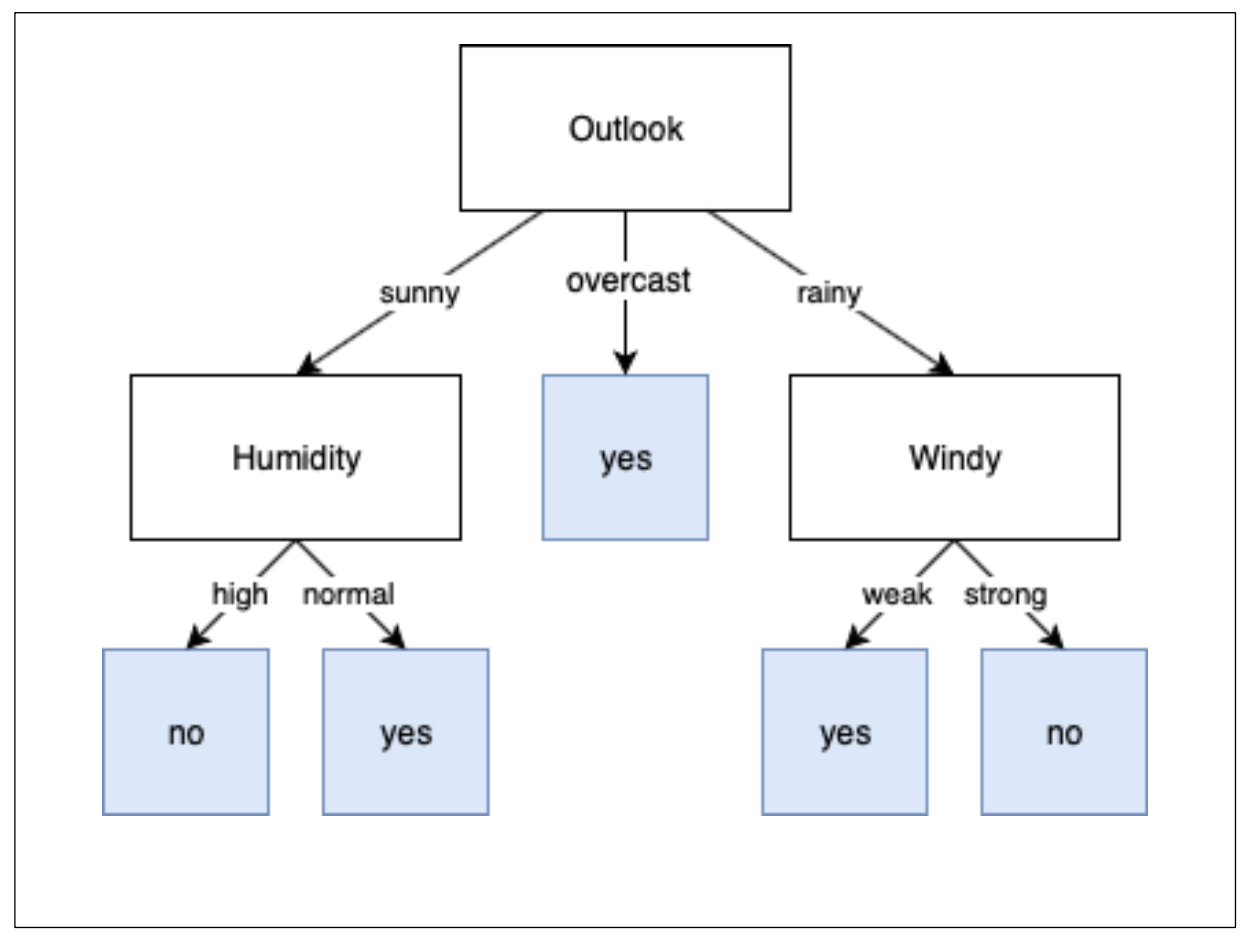 Outlook
sunny
overcast
rainy
Humidity
yes
Windy
high
normal
weak
strong
no
yes
yes
no